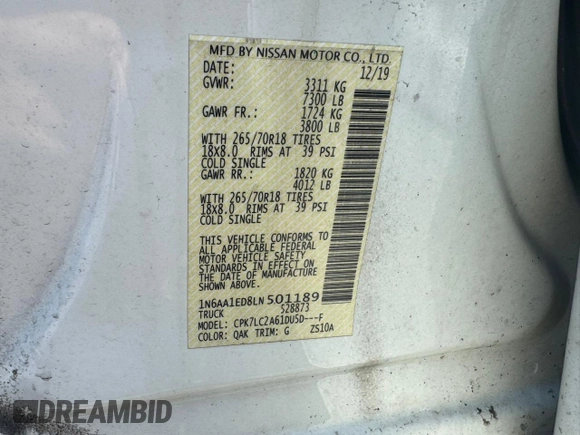 MFD BY NISSAN MOTOR CO., LTD.
DATE: 12/19
GVWR: 3311 KG
7300 LB
GAWR FR.: 1724 KG
3800 LB
WITH 265/70R18 TIRES
18X8.0 RIMS AT 39 PSI
COLD SINGLE
GAWR RR.: 1820 KG
4012 LB
WITH 265/70R18 TIRES
18X8.0 RIMS AT 39 PSI
COLD SINGLE
THIS VEHICLE CONFORMS TO
ALL APPLICABLE FEDERAL
MOTOR VEHICLE SAFETY
STANDARDS IN EFFECT ON
THE DATE OF MANUFACTURE
SHOWN ABOVE.
1N6AA1ED8LN501189
TRUCK 528873
MODEL: CPK7LC2A61DU5D---F
COLOR: QAK TRIM: G ZS10A
DREAMBID